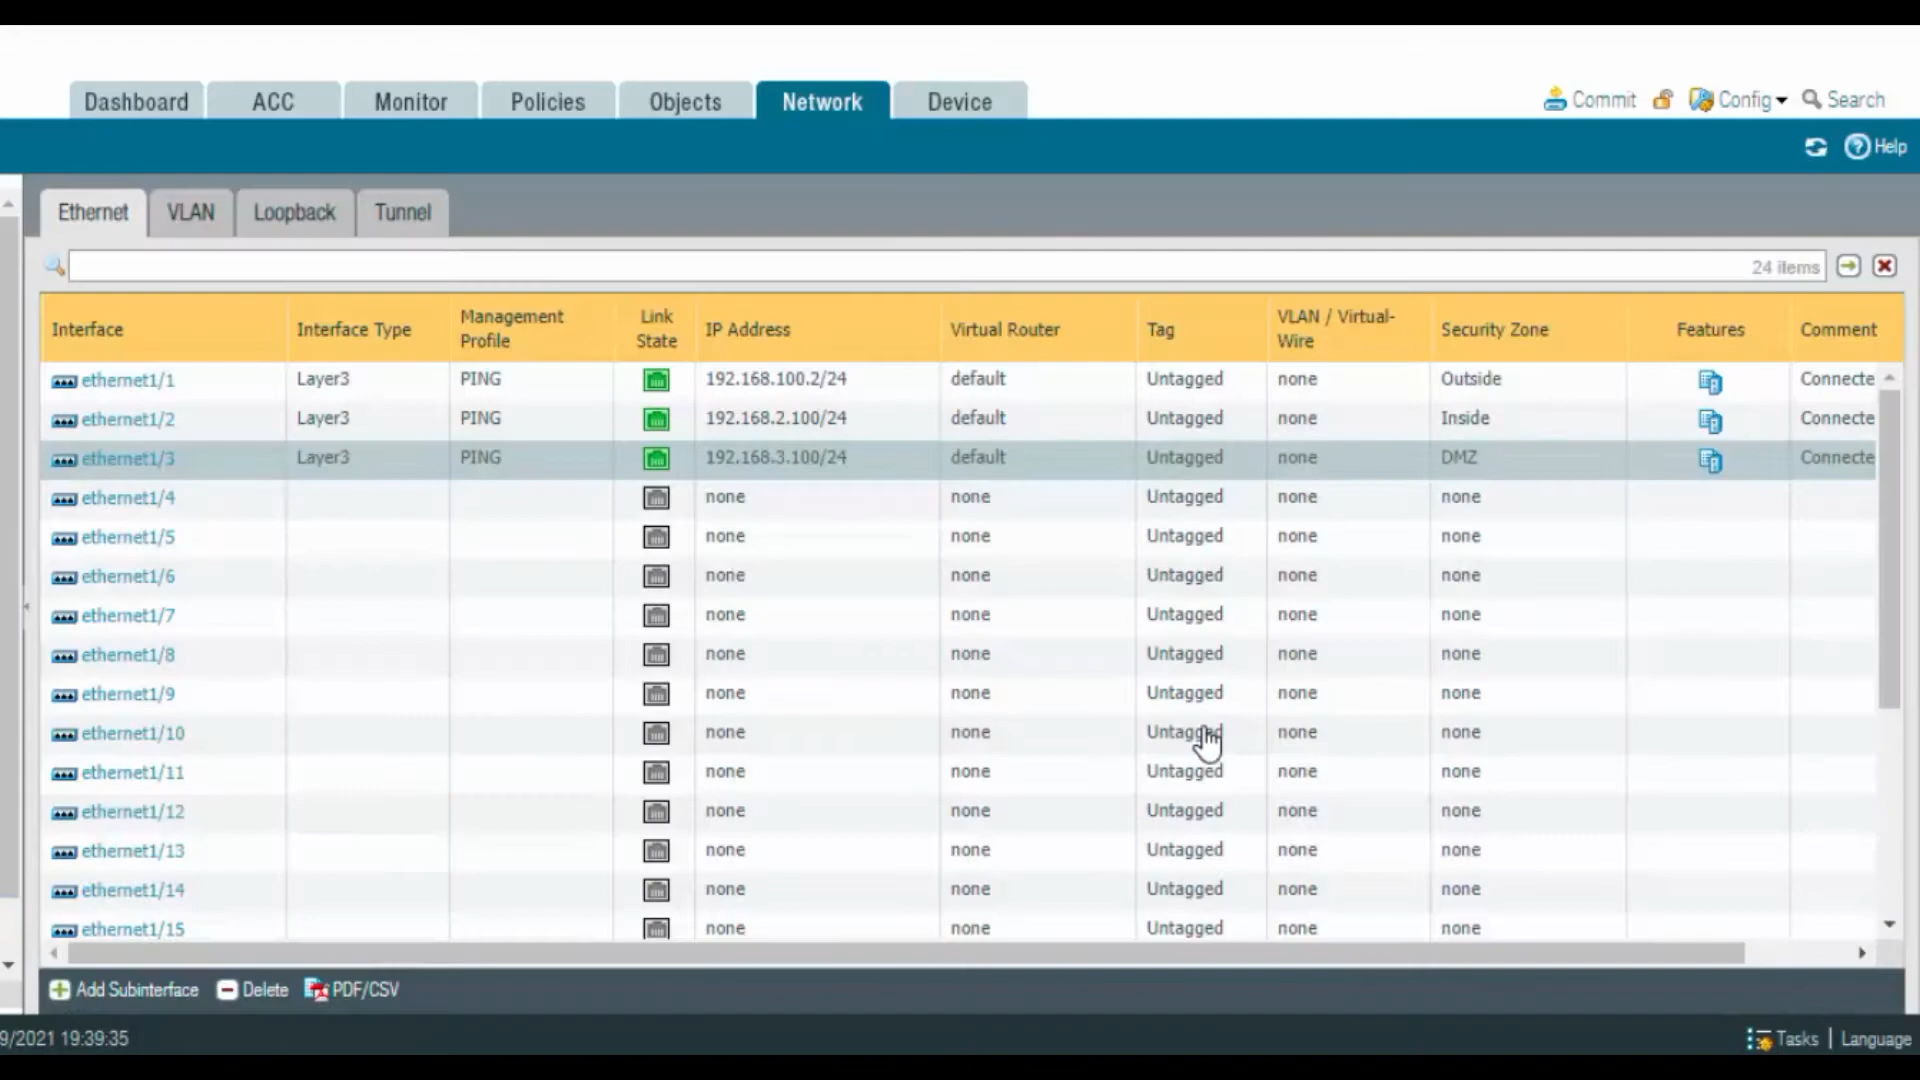 Dashboard ACC Monitor Policies Objects Network Device Commit Config Search
Help
Ethernet VLAN Loopback Tunnel
24 items
Interface Interface Type Management Profile Link State IP Address Virtual Router Tag VLAN / Virtual-Wire Security Zone Features Comment
ethernet1/1 Layer3 PING 192.168.100.2/24 default Untagged none Outside Connecte
ethernet1/2 Layer3 PING 192.168.2.100/24 default Untagged none Inside Connecte
ethernet1/3 Layer3 PING 192.168.3.100/24 default Untagged none DMZ Connecte
ethernet1/4 none none Untagged none none
ethernet1/5 none none Untagged none none
ethernet1/6 none none Untagged none none
ethernet1/7 none none Untagged none none
ethernet1/8 none none Untagged none none
ethernet1/9 none none Untagged none none
ethernet1/10 none none Untagged none none
ethernet1/11 none none Untagged none none
ethernet1/12 none none Untagged none none
ethernet1/13 none none Untagged none none
ethernet1/14 none none Untagged none none
ethernet1/15 none none Untagged none none
Add Subinterface Delete PDF/CSV
9/2021 19:39:35 Tasks | Language